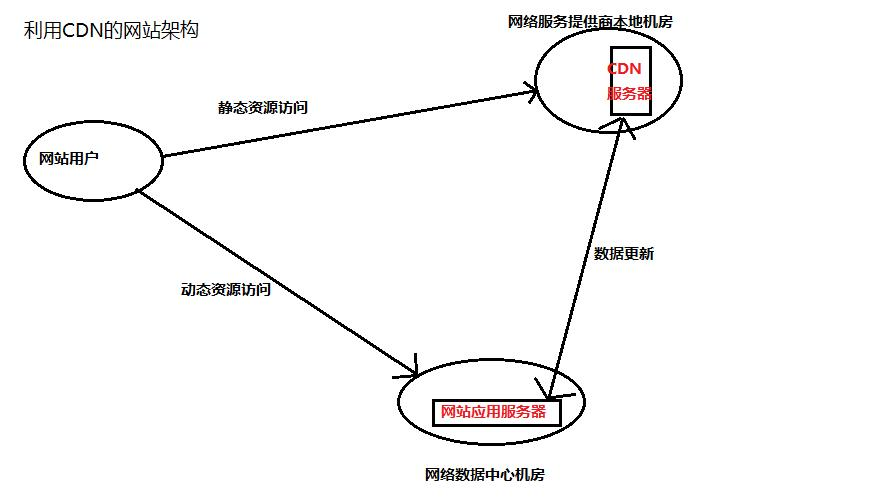 利用CDN的网站架构
网络服务提供商本地机房
CDN
服务器
静态资源访问
网站用户
数据更新
动态资源访问
网站应用服务器
网络数据中心机房